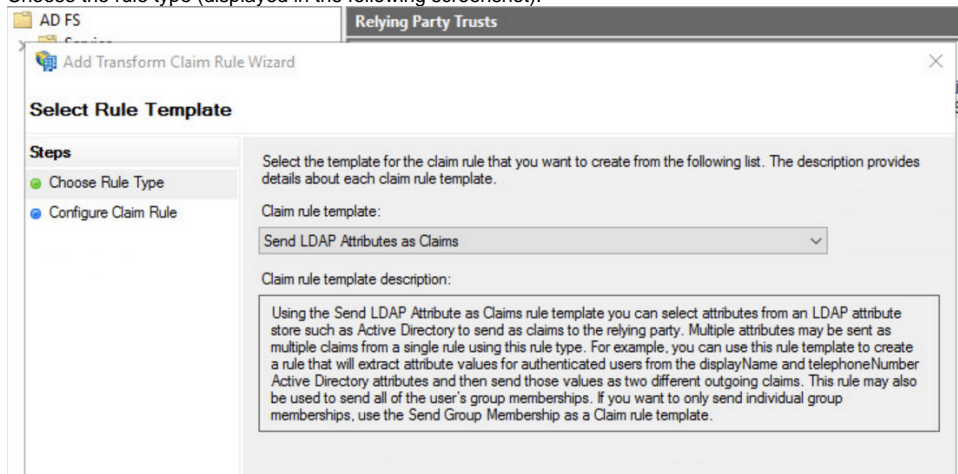 Choose the rule type (displayed in the following screenshot).
AD FS
Relying Party Trusts
Service
Add Transform Claim Rule Wizard
Select Rule Template
Steps
Choose Rule Type
Configure Claim Rule
Select the template for the claim rule that you want to create from the following list. The description provides
details about each claim rule template.
Claim rule template:
Send LDAP Attributes as Claims
Claim rule template description:
Using the Send LDAP Attribute as Claims rule template you can select attributes from an LDAP attribute
store such as Active Directory to send as claims to the relying party. Multiple attributes may be sent as
multiple claims from a single rule using this rule type. For example, you can use this rule template to create
a rule that will extract attribute values for authenticated users from the displayName and telephoneNumber
Active Directory attributes and then send those values as two different outgoing claims. This rule may also
be used to send all of the user's group memberships. If you want to only send individual group
memberships, use the Send Group Membership as a Claim rule template.